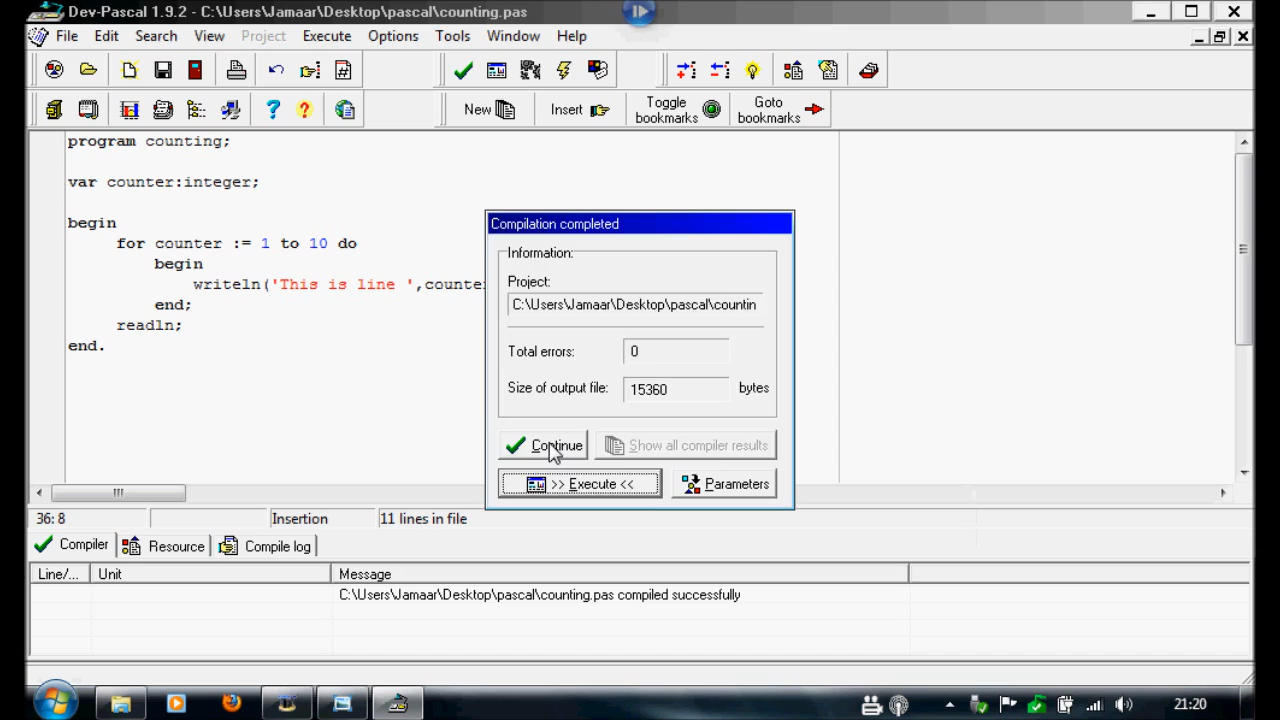 Dev-Pascal 1.9.2 - C:\Users\Jamaar\Desktop\pascal\counting.pas
File Edit Search View Project Execute Options Tools Window Help
New Insert Toggle bookmarks Goto bookmarks
program counting;
var counter:integer;
begin
for counter := 1 to 10 do
begin
writeln('This is line ',counte
end;
readln;
end.
Compilation completed
Information:
Project:
C:\Users\Jamaar\Desktop\pascal\countin
Total errors: 0
Size of output file: 15360 bytes
Continue Show all compiler results
>> Execute << Parameters
36: 8 Insertion 11 lines in file
Compiler Resource Compile log
Line/... Unit Message
C:\Users\Jamaar\Desktop\pascal\counting.pas compiled successfully
21:20